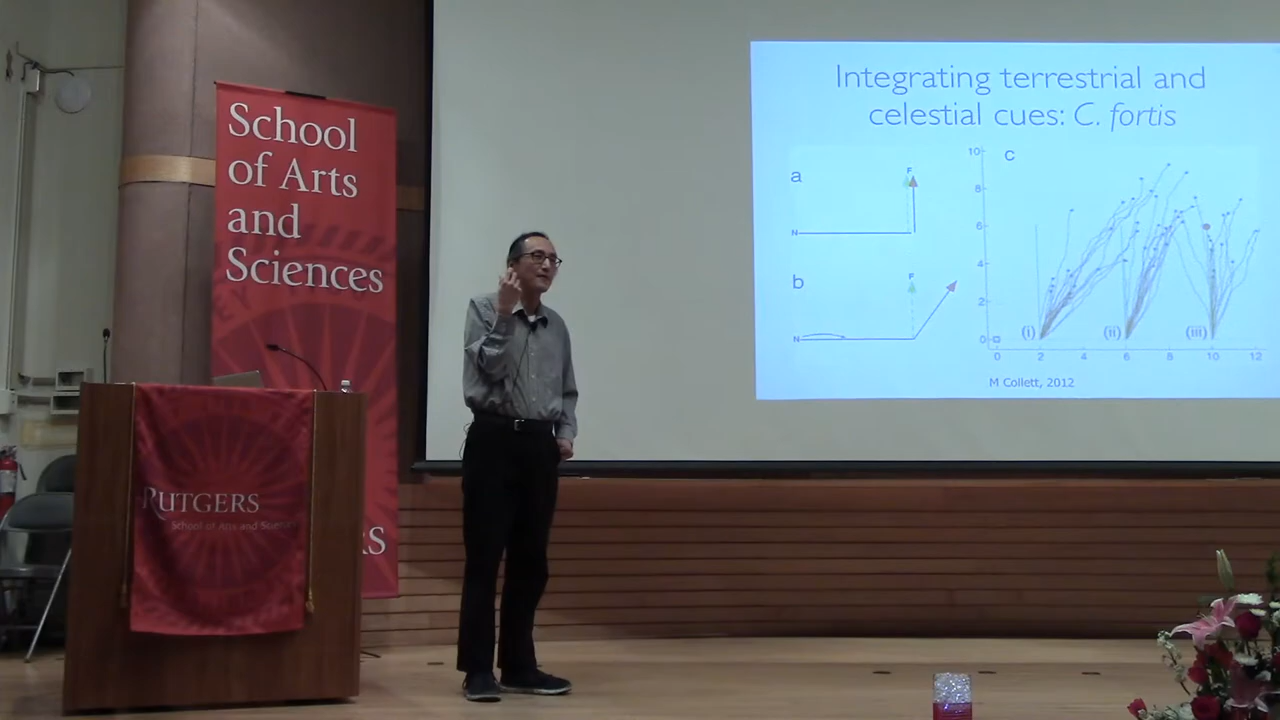 School
of Arts
and
Sciences
RS
RUTGERS
School of Arts and Sciences
Integrating terrestrial and
celestial cues: C. fortis
a
F
N
b
F
N
c
10
8
6
4
2
0
(i)
(ii)
(iii)
0
2
4
6
8
10
12
M Collett, 2012